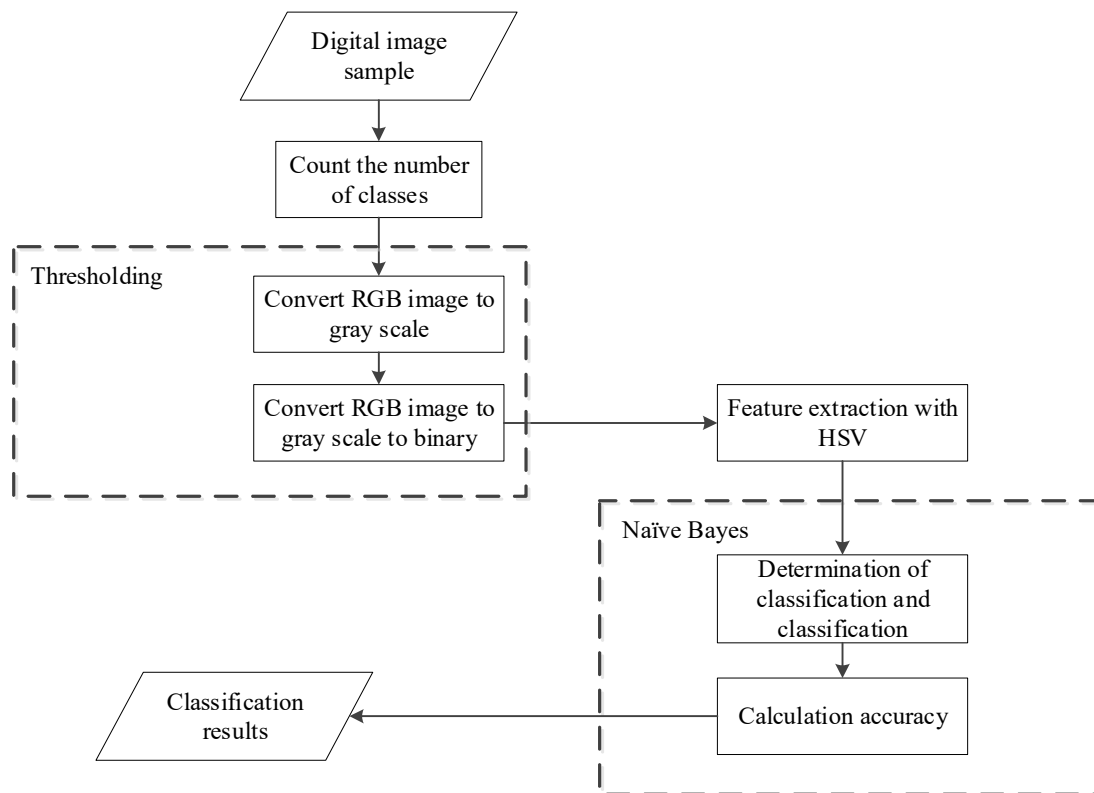 Digital image
sample
Count the number
of classes
Thresholding
Convert RGB image to
gray scale
Convert RGB image to
gray scale to binary
Feature extraction with
HSV
Naïve Bayes
Determination of
classification and
classification
Calculation accuracy
Classification
results